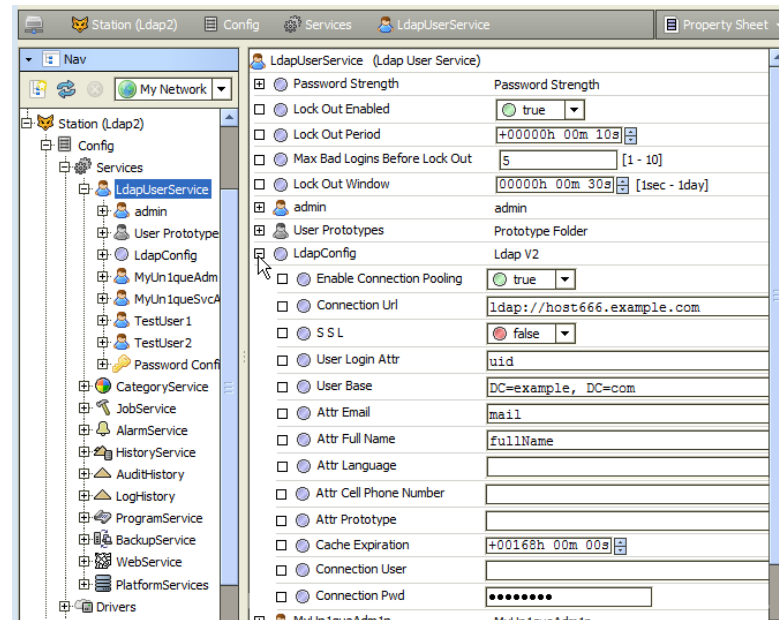 Station (Ldap2) Config Services LdapUserService Property Sheet
Nav
My Network
Station (Ldap2)
Config
Services
LdapUserService
admin
User Prototype
LdapConfig
MyUn1queAdm
MyUn1queSvcA
TestUser1
TestUser2
Password Confi
CategoryService
JobService
AlarmService
HistoryService
AuditHistory
LogHistory
ProgramService
BackupService
WebService
PlatformServices
Drivers
LdapUserService (Ldap User Service)
Password Strength Password Strength
Lock Out Enabled true
Lock Out Period +00000h 00m 10s
Max Bad Logins Before Lock Out 5 [1 - 10]
Lock Out Window 00000h 00m 30s [1sec - 1day]
admin admin
User Prototypes Prototype Folder
LdapConfig Ldap V2
Enable Connection Pooling true
Connection Url ldap://host666.example.com
S S L false
User Login Attr uid
User Base DC=example, DC=com
Attr Email mail
Attr Full Name fullName
Attr Language
Attr Cell Phone Number
Attr Prototype
Cache Expiration +00168h 00m 00s
Connection User
Connection Pwd ●●●●●●●●
MyUn1queAdm1n MyUn1queAdm1n